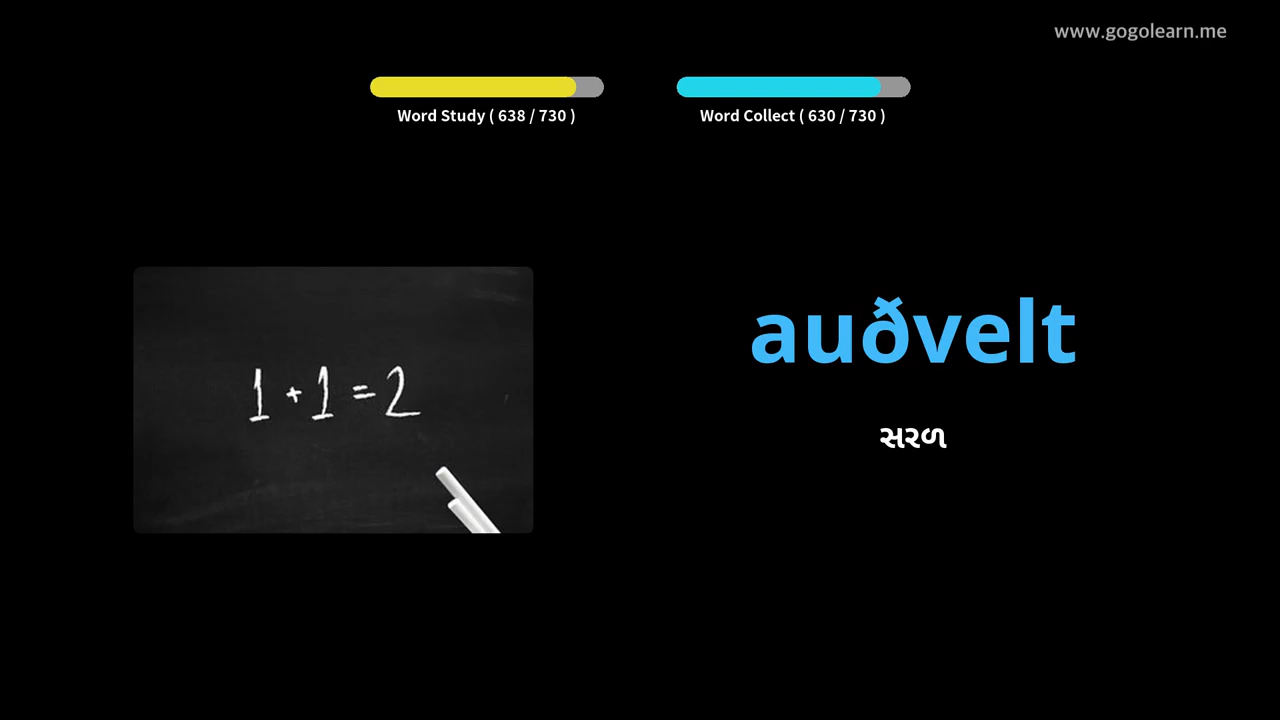 www.gogolearn.me
Word Study ( 638 / 730 )
Word Collect ( 630 / 730 )
1 + 1 = 2
auðvelt
સરળ